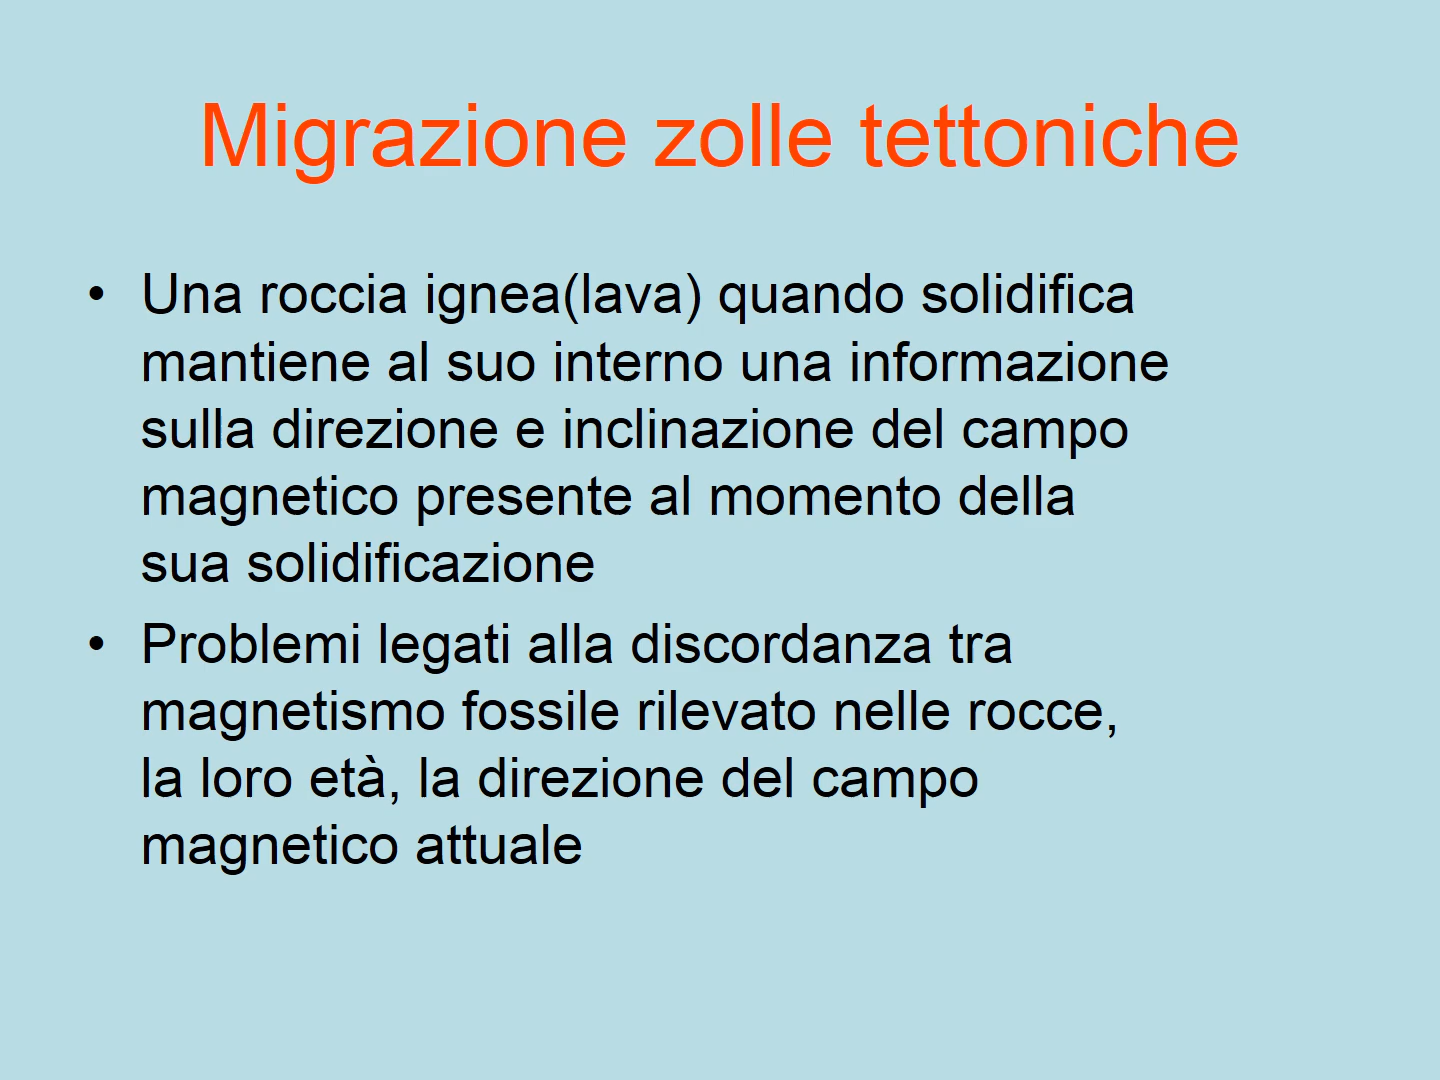 Migrazione zolle tettoniche
• Una roccia ignea(lava) quando solidifica
mantiene al suo interno una informazione
sulla direzione e inclinazione del campo
magnetico presente al momento della
sua solidificazione
• Problemi legati alla discordanza tra
magnetismo fossile rilevato nelle rocce,
la loro età, la direzione del campo
magnetico attuale